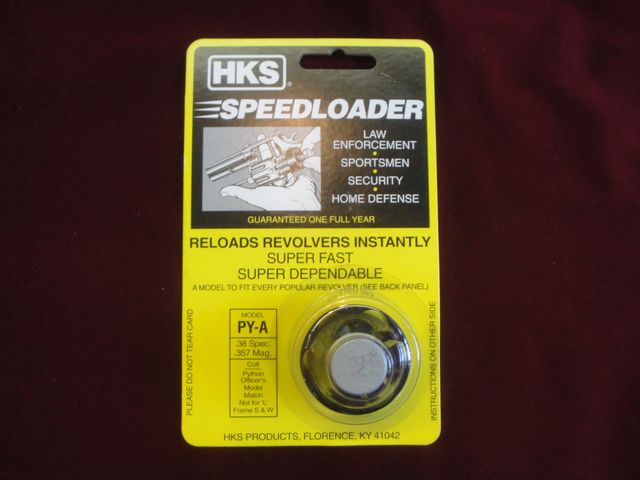 HKS®
SPEEDLOADER
LAW
ENFORCEMENT
•
SPORTSMEN
•
SECURITY
•
HOME DEFENSE
GUARANTEED ONE FULL YEAR
RELOADS REVOLVERS INSTANTLY
SUPER FAST
SUPER DEPENDABLE
A MODEL TO FIT EVERY POPULAR REVOLVER (SEE BACK PANEL)
PLEASE DO NOT TEAR CARD
MODEL
PY-A
.38 Spec.
.357 Mag.
Colt
Python
Officer's
Model
Match
Not for 'L'
Frame S & W
INSTRUCTIONS ON OTHER SIDE
HKS PRODUCTS, FLORENCE, KY 41042